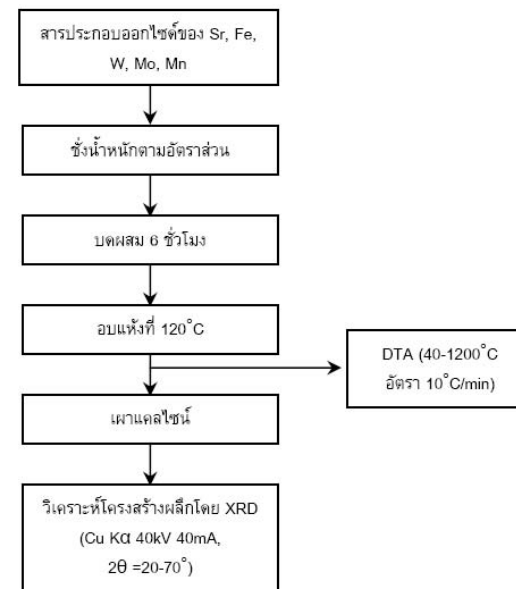 สารประกอบออกไซด์ของ Sr, Fe,
W, Mo, Mn
ชั่งน้ำหนักตามอัตราส่วน
บดผสม 6 ชั่วโมง
อบแห้งที่ 120°C
DTA (40-1200°C
อัตรา 10°C/min)
เผาแคลไซน์
วิเคราะห์โครงสร้างผลึกโดย XRD
(Cu Kα 40kV 40mA,
2θ =20-70°)